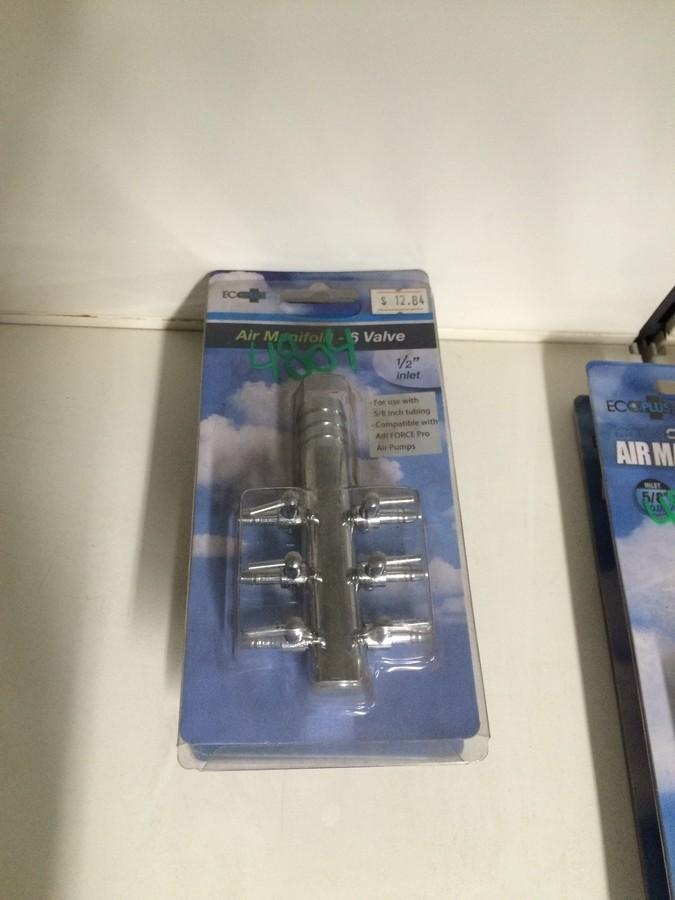 ECOPLUS
$ 12.84
Air Manifold - 6 Valve
4804
1/2"
inlet
- For use with
5/8 inch tubing
- Compatible with
AIR FORCE Pro
Air Pumps
ECOPLUS
AIR M
INLET
5/8"